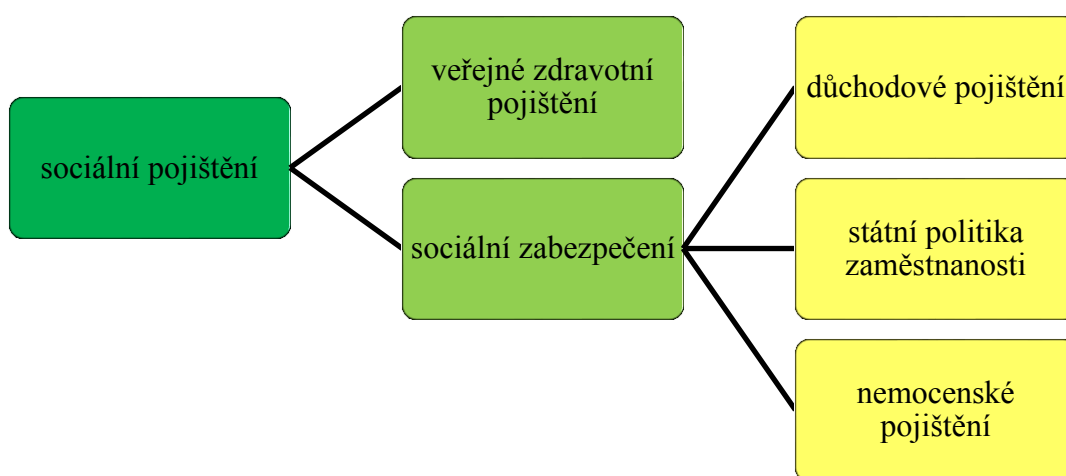 sociální pojištění
veřejné zdravotní
pojištění
sociální zabezpečení
důchodové pojištění
státní politika
zaměstnanosti
nemocenské
pojištění